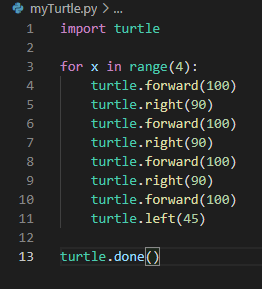 myTurtle.py > ...
1 import turtle
2
3 for x in range(4):
4     turtle.forward(100)
5     turtle.right(90)
6     turtle.forward(100)
7     turtle.right(90)
8     turtle.forward(100)
9     turtle.right(90)
10     turtle.forward(100)
11     turtle.left(45)
12
13 turtle.done()